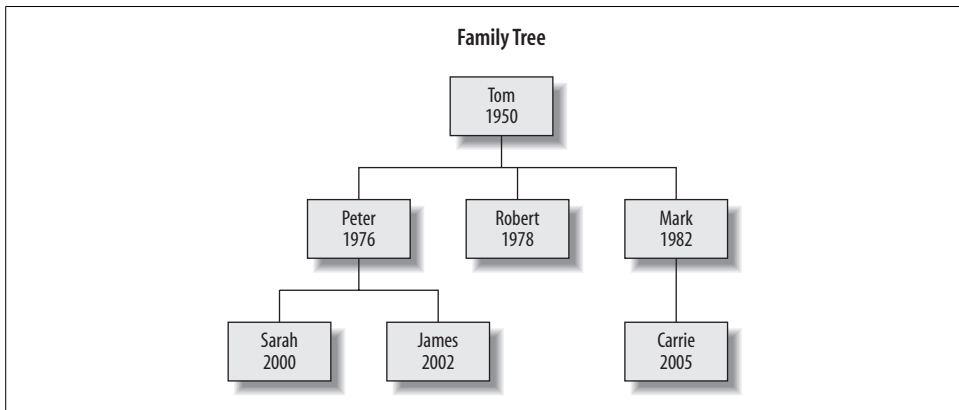 Family Tree
Tom
1950
Peter
1976
Robert
1978
Mark
1982
Sarah
2000
James
2002
Carrie
2005